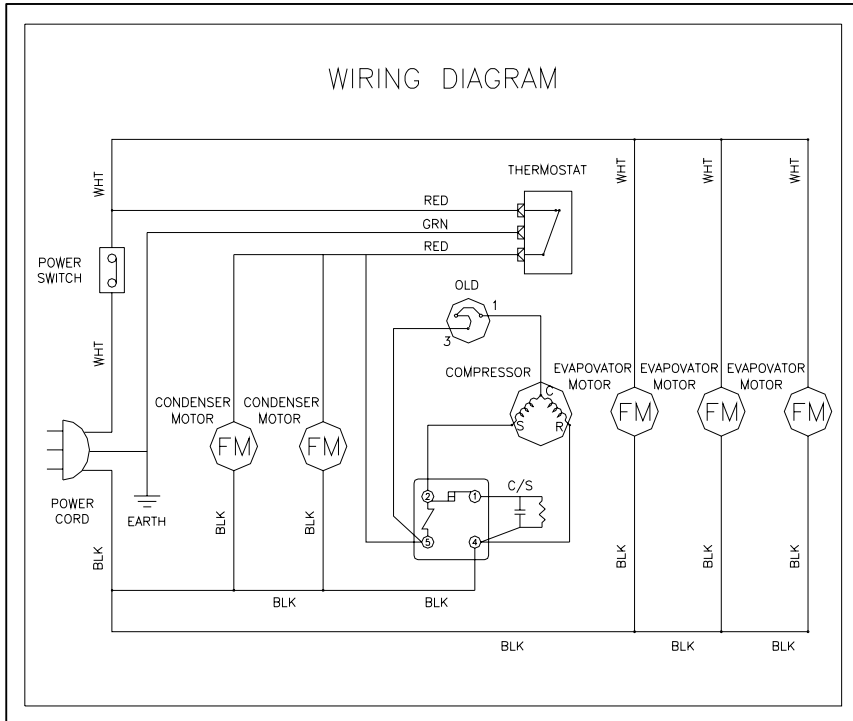 WIRING DIAGRAM
WHT
WHT
WHT
WHT
THERMOSTAT
RED
GRN
RED
POWER
SWITCH
OLD
1
3
WHT
COMPRESSOR
C
S
R
EVAPOVATOR
MOTOR
EVAPOVATOR
MOTOR
EVAPOVATOR
MOTOR
FM
FM
FM
CONDENSER
MOTOR
CONDENSER
MOTOR
FM
FM
POWER
CORD
EARTH
2
1
C/S
5
4
BLK
BLK
BLK
BLK
BLK
BLK
BLK
BLK
BLK
BLK
BLK